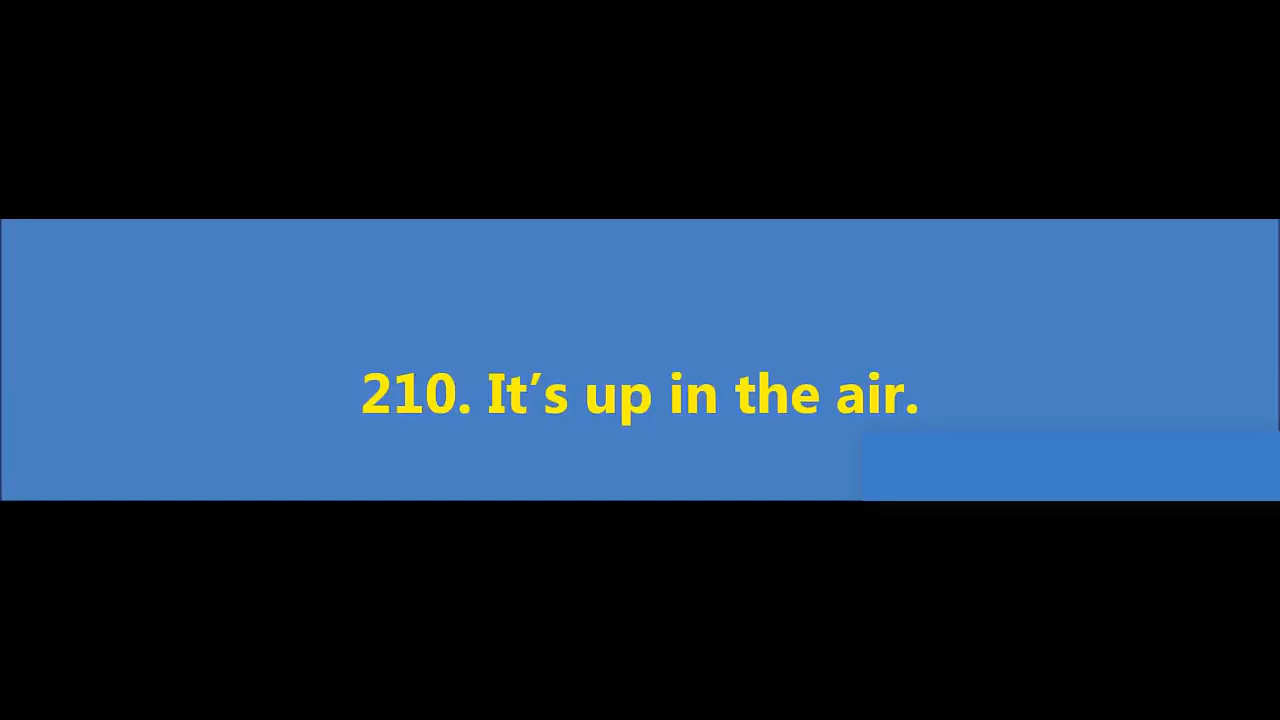 210. It’s up in the air.